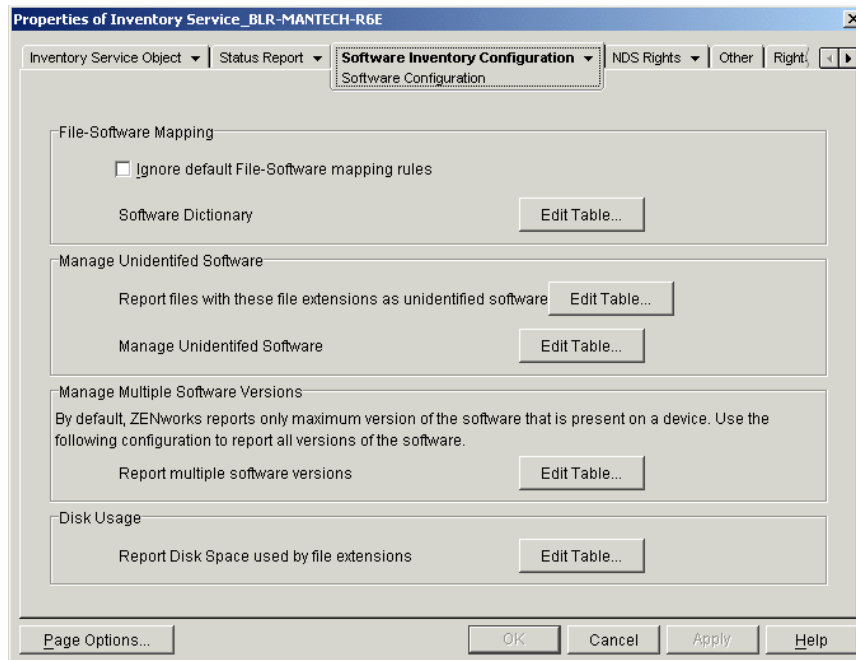 Properties of Inventory Service_BLR-MANTECH-R6E
Inventory Service Object
Status Report
Software Inventory Configuration
NDS Rights
Other
Right
Software Configuration
File-Software Mapping
Ignore default File-Software mapping rules
Software Dictionary
Edit Table...
Manage Unidentifed Software
Report files with these file extensions as unidentified software
Edit Table...
Manage Unidentifed Software
Edit Table...
Manage Multiple Software Versions
By default, ZENworks reports only maximum version of the software that is present on a device. Use the
following configuration to report all versions of the software.
Report multiple software versions
Edit Table...
Disk Usage
Report Disk Space used by file extensions
Edit Table...
Page Options...
OK
Cancel
Apply
Help